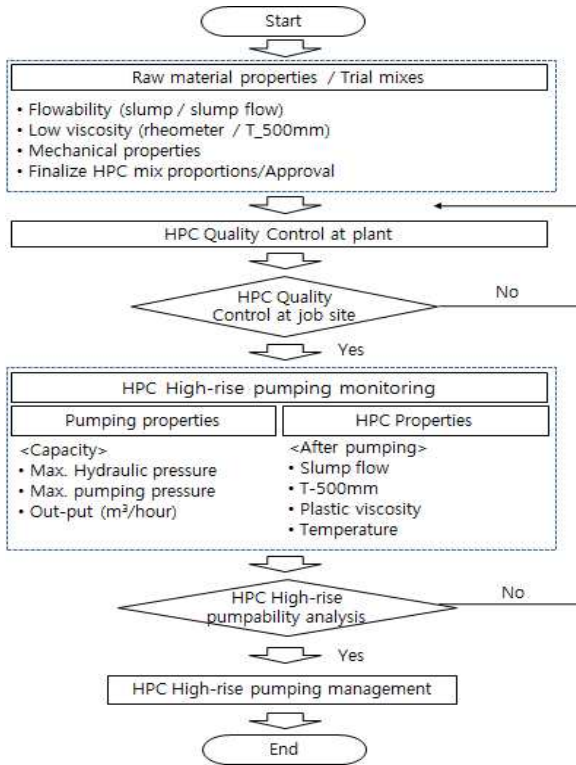 Start
Raw material properties / Trial mixes
• Flowability (slump / slump flow)
• Low viscosity (rheometer / T_500mm)
• Mechanical properties
• Finalize HPC mix proportions/Approval
HPC Quality Control at plant
HPC Quality
Control at job site
No
Yes
HPC High-rise pumping monitoring
Pumping properties
<Capacity>
• Max. Hydraulic pressure
• Max. pumping pressure
• Out-put (m³/hour)
HPC Properties
<After pumping>
• Slump flow
• T-500mm
• Plastic viscosity
• Temperature
HPC High-rise
pumpability analysis
No
Yes
HPC High-rise pumping management
End